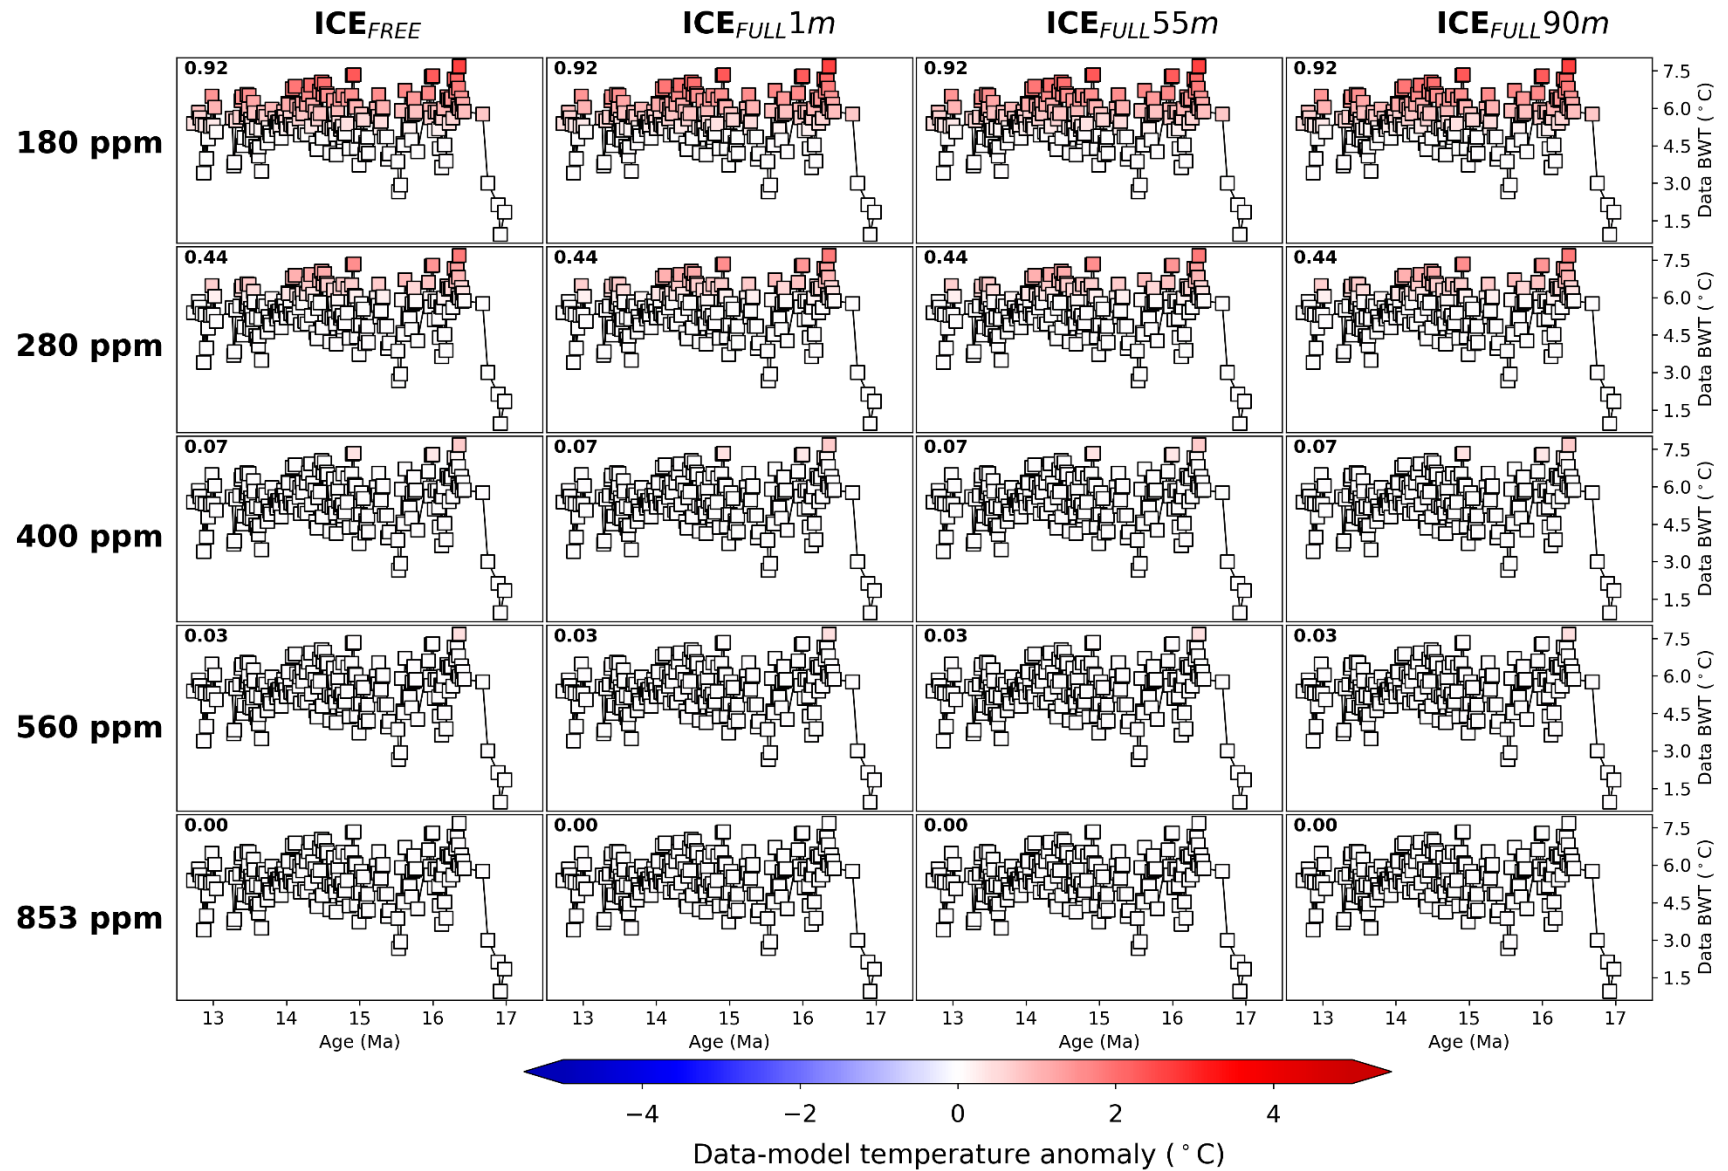 ICE_FREE ICE_FULL1m ICE_FULL55m ICE_FULL90m
180 ppm
0.92 0.92 0.92 0.92
7.5
6.0
4.5
3.0
1.5
Data BWT (°C)
280 ppm
0.44 0.44 0.44 0.44
7.5
6.0
4.5
3.0
1.5
Data BWT (°C)
400 ppm
0.07 0.07 0.07 0.07
7.5
6.0
4.5
3.0
1.5
Data BWT (°C)
560 ppm
0.03 0.03 0.03 0.03
7.5
6.0
4.5
3.0
1.5
Data BWT (°C)
853 ppm
0.00 0.00 0.00 0.00
7.5
6.0
4.5
3.0
1.5
Data BWT (°C)
13 14 15 16 17 13 14 15 16 17 13 14 15 16 17 13 14 15 16 17
Age (Ma) Age (Ma) Age (Ma) Age (Ma)
−4 −2 0 2 4
Data-model temperature anomaly (°C)